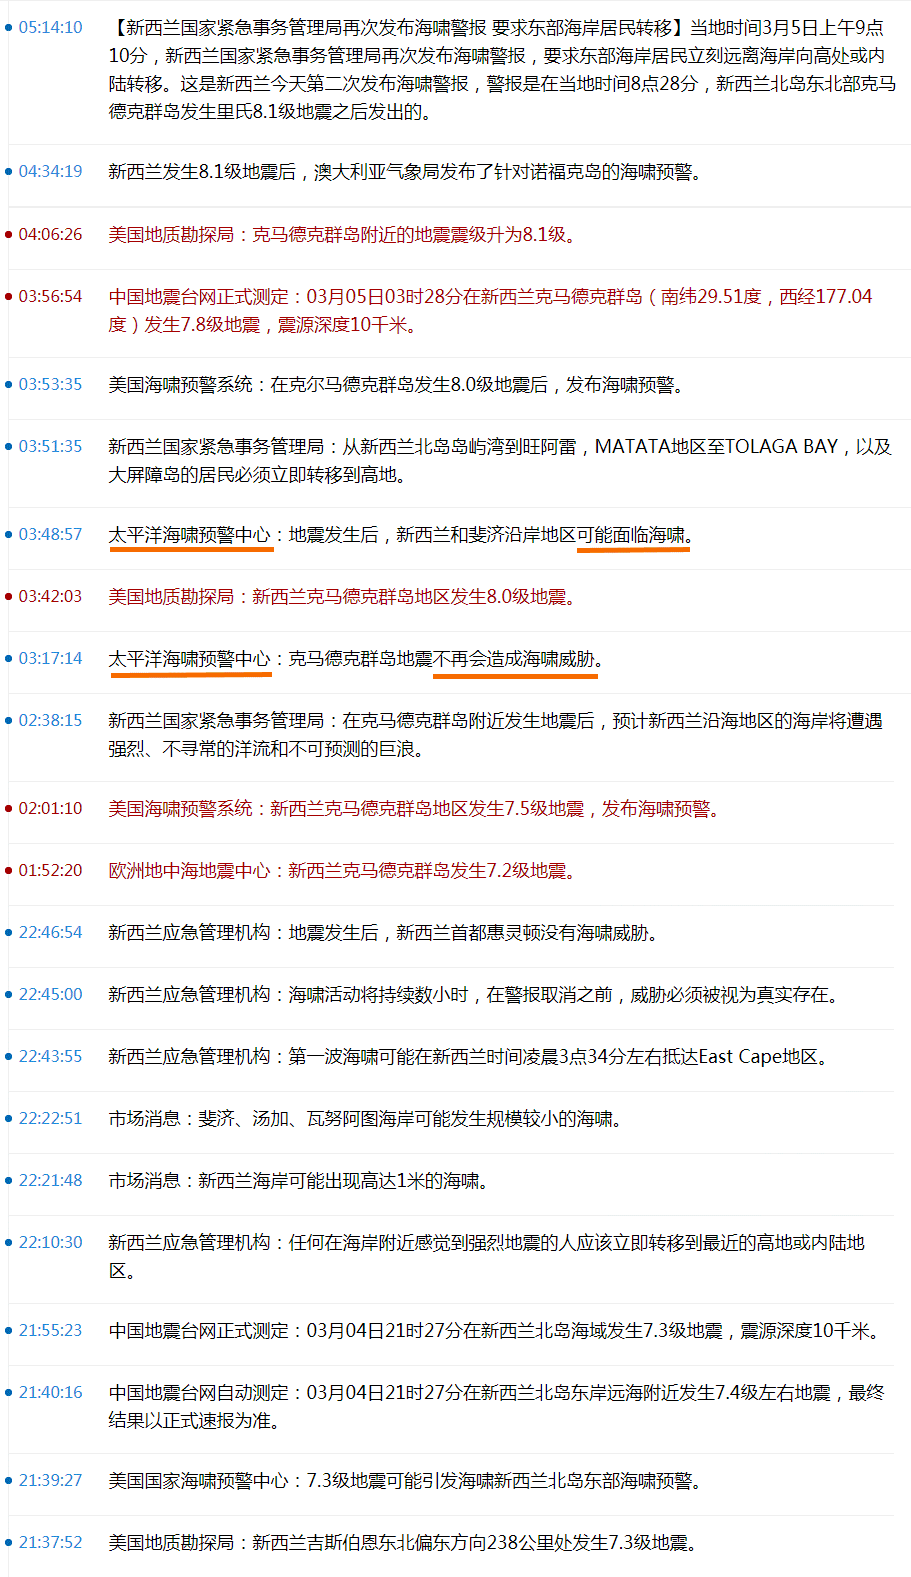 05:14:10 【新西兰国家紧急事务管理局再次发布海啸警报 要求东部海岸居民转移】当地时间3月5日上午9点
10分，新西兰国家紧急事务管理局再次发布海啸警报，要求东部海岸居民立刻远离海岸向高处或内
陆转移。这是新西兰今天第二次发布海啸警报，警报是在当地时间8点28分，新西兰北岛东北部克马
德克群岛发生里氏8.1级地震之后发出的。
04:34:19 新西兰发生8.1级地震后，澳大利亚气象局发布了针对诺福克岛的海啸预警。
04:06:26 美国地质勘探局：克马德克群岛附近的地震震级升为8.1级。
03:56:54 中国地震台网正式测定：03月05日03时28分在新西兰克马德克群岛（南纬29.51度，西经177.04
度）发生7.8级地震，震源深度10千米。
03:53:35 美国海啸预警系统：在克尔马德克群岛发生8.0级地震后，发布海啸预警。
03:51:35 新西兰国家紧急事务管理局：从新西兰北岛岛屿湾到旺阿雷，MATATA地区至TOLAGA BAY，以及
大屏障岛的居民必须立即转移到高地。
03:48:57 太平洋海啸预警中心：地震发生后，新西兰和斐济沿岸地区可能面临海啸。
03:42:03 美国地质勘探局：新西兰克马德克群岛地区发生8.0级地震。
03:17:14 太平洋海啸预警中心：克马德克群岛地震不再会造成海啸威胁。
02:38:15 新西兰国家紧急事务管理局：在克马德克群岛附近发生地震后，预计新西兰沿海地区的海岸将遭遇
强烈、不寻常的洋流和不可预测的巨浪。
02:01:10 美国海啸预警系统：新西兰克马德克群岛地区发生7.5级地震，发布海啸预警。
01:52:20 欧洲地中海地震中心：新西兰克马德克群岛发生7.2级地震。
22:46:54 新西兰应急管理机构：地震发生后，新西兰首都惠灵顿没有海啸威胁。
22:45:00 新西兰应急管理机构：海啸活动将持续数小时，在警报取消之前，威胁必须被视为真实存在。
22:43:55 新西兰应急管理机构：第一波海啸可能在新西兰时间凌晨3点34分左右抵达East Cape地区。
22:22:51 市场消息：斐济、汤加、瓦努阿图海岸可能发生规模较小的海啸。
22:21:48 市场消息：新西兰海岸可能出现高达1米的海啸。
22:10:30 新西兰应急管理机构：任何在海岸附近感觉到强烈地震的人应该立即转移到最近的高地或内陆地
区。
21:55:23 中国地震台网正式测定：03月04日21时27分在新西兰北岛海域发生7.3级地震，震源深度10千米。
21:40:16 中国地震台网自动测定：03月04日21时27分在新西兰北岛东岸远海附近发生7.4级左右地震，最终
结果以正式速报为准。
21:39:27 美国国家海啸预警中心：7.3级地震可能引发海啸新西兰北岛东部海啸预警。
21:37:52 美国地质勘探局：新西兰吉斯伯恩东北偏东方向238公里处发生7.3级地震。